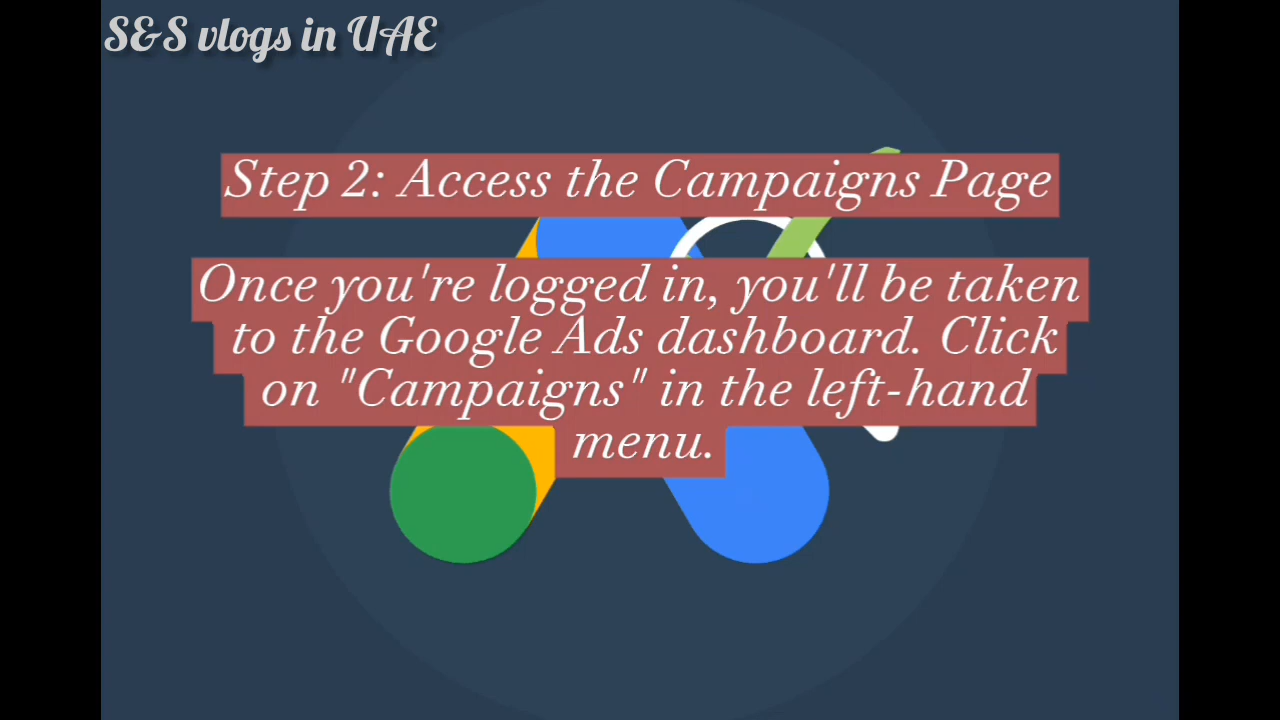 S&S vlogs in UAE
Step 2: Access the Campaigns Page
Once you're logged in, you'll be taken
to the Google Ads dashboard. Click
on "Campaigns" in the left-hand
menu.